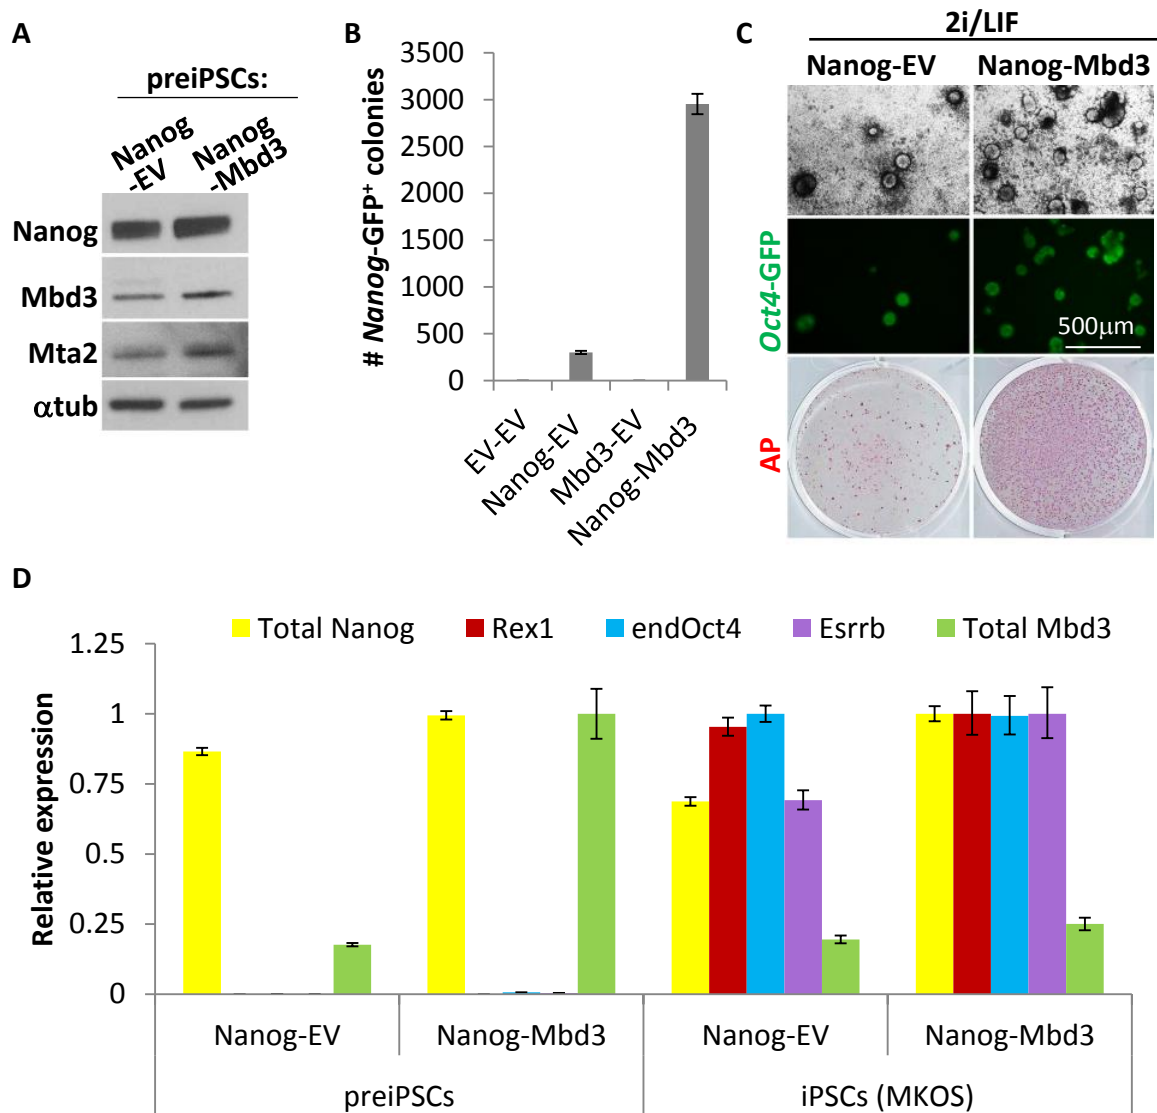 A
preiPSCs:
Nanog
-EV
Nanog
-Mbd3
Nanog
Mbd3
Mta2
αtub
B
# Nanog-GFP⁺ colonies
3500
3000
2500
2000
1500
1000
500
0
EV-EV
Nanog-EV
Mbd3-EV
Nanog-Mbd3
C
2i/LIF
Nanog-EV
Nanog-Mbd3
Oct4-GFP
500μm
AP
D
Total Nanog
Rex1
endOct4
Esrrb
Total Mbd3
Relative expression
1.25
1
0.75
0.5
0.25
0
Nanog-EV
Nanog-Mbd3
Nanog-EV
Nanog-Mbd3
preiPSCs
iPSCs (MKOS)